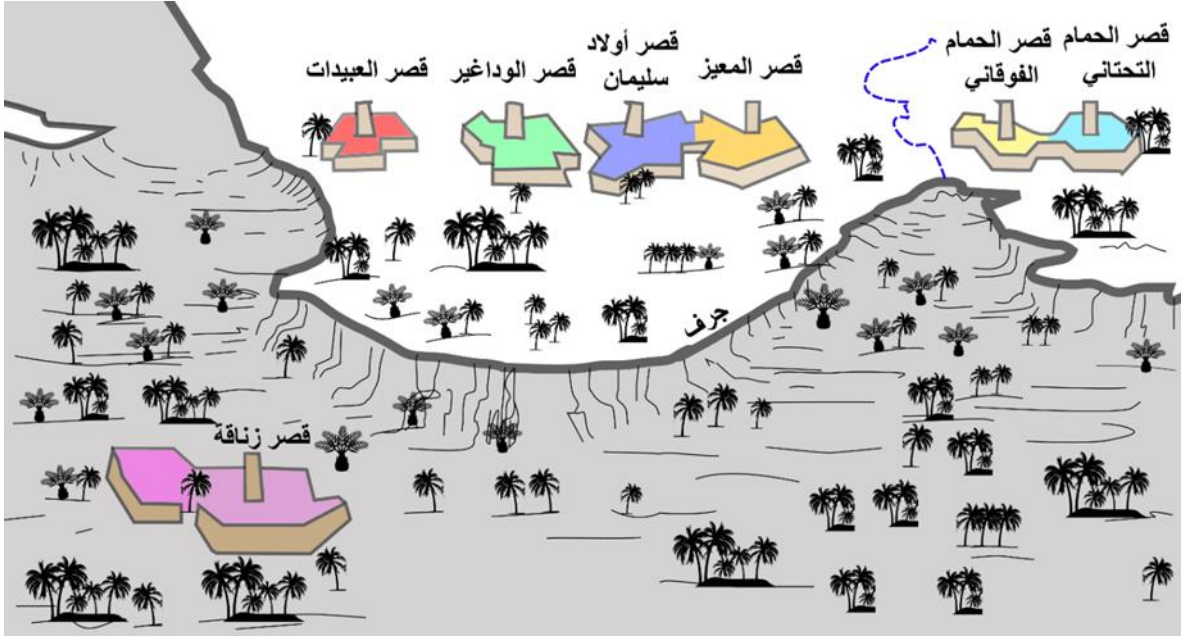 قصر الحمام
التحتاني
قصر الحمام
الفوقاني
قصر المعيز
قصر أولاد
سليمان
قصر الوداغير
قصر العبيدات
جرف
قصر زناقة